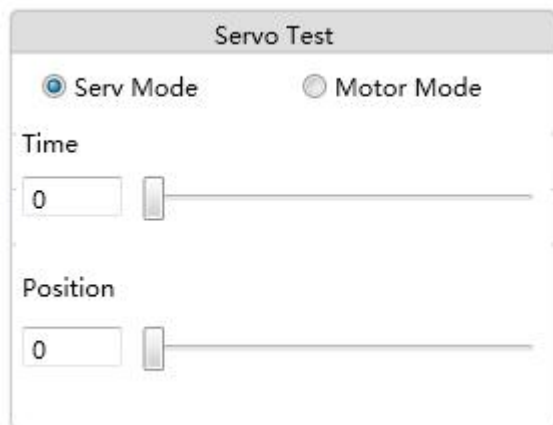 Servo Test
Serv Mode Motor Mode
Time
0
Position
0